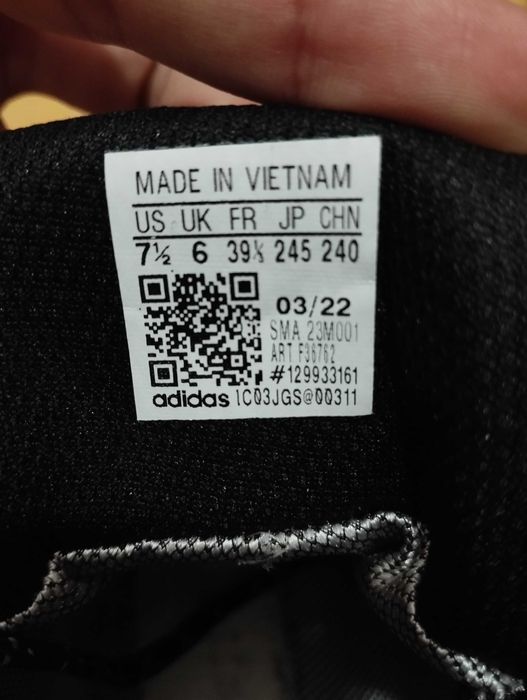 MADE IN VIETNAM
US UK FR JP CHN
7½ 6 39⅓ 245 240
03/22
SMA 23M001
ART F36762
#129933161
adidas 1C03JGS@00311